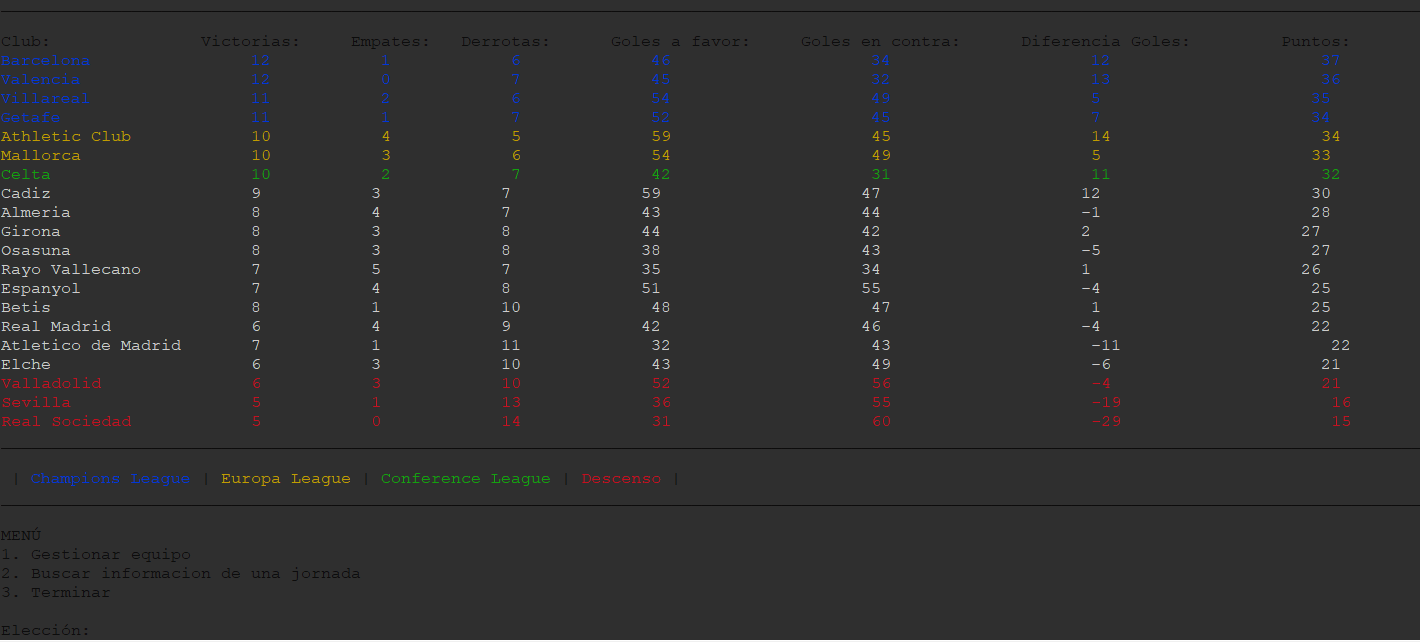 Club: Victorias: Empates: Derrotas: Goles a favor: Goles en contra: Diferencia Goles: Puntos:
Barcelona 12 1 6 46 34 12 37
Valencia 12 0 7 45 32 13 36
Villareal 11 2 6 54 49 5 35
Getafe 11 1 7 52 45 7 34
Athletic Club 10 4 5 59 45 14 34
Mallorca 10 3 6 54 49 5 33
Celta 10 2 7 42 31 11 32
Cadiz 9 3 7 59 47 12 30
Almeria 8 4 7 43 44 -1 28
Girona 8 3 8 44 42 2 27
Osasuna 8 3 8 38 43 -5 27
Rayo Vallecano 7 5 7 35 34 1 26
Espanyol 7 4 8 51 55 -4 25
Betis 8 1 10 48 47 1 25
Real Madrid 6 4 9 42 46 -4 22
Atletico de Madrid 7 1 11 32 43 -11 22
Elche 6 3 10 43 49 -6 21
Valladolid 6 3 10 52 56 -4 21
Sevilla 5 1 13 36 55 -19 16
Real Sociedad 5 0 14 31 60 -29 15
| Champions League | Europa League | Conference League | Descenso |
MENÚ
1. Gestionar equipo
2. Buscar informacion de una jornada
3. Terminar
Elección: